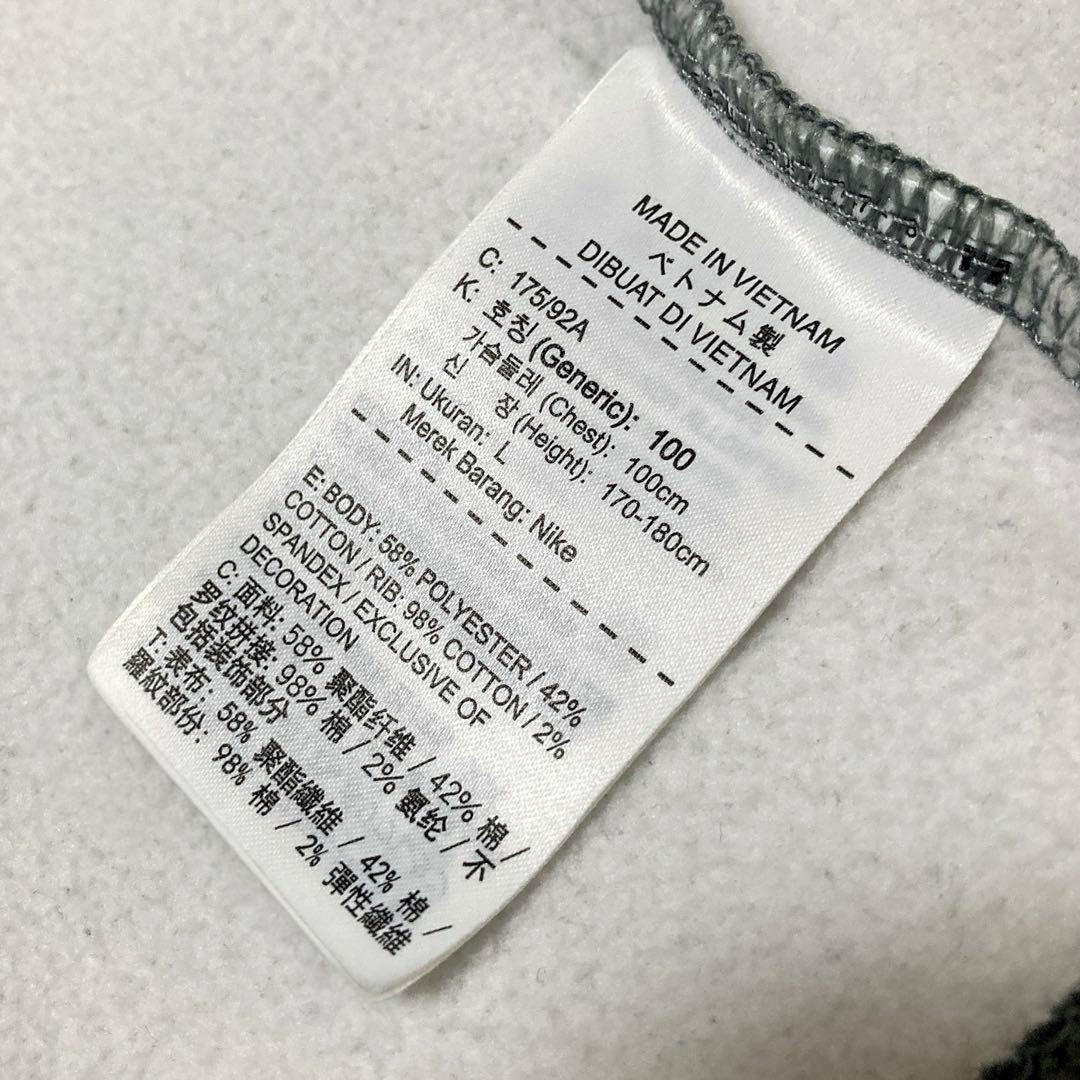 MADE IN VIETNAM
ベトナム製
DIBUAT DI VIETNAM
C: 175/92A
K: 호칭 (Generic): 100
가슴둘레 (Chest): 100cm
신 장 (Height): 170-180cm
IN: Ukuran: L
Merek Barang: Nike
E: BODY: 58% POLYESTER / 42%
COTTON / RIB: 98% COTTON / 2%
SPANDEX / EXCLUSIVE OF
DECORATION
C: 面料: 58% 聚酯纤维 / 42% 棉 /
罗纹拼接: 98% 棉 / 2% 氨纶 / 不
包括装饰部分
T: 表布: 58% 聚酯纖維 / 42% 棉 /
羅紋部份: 98% 棉 / 2% 彈性纖維